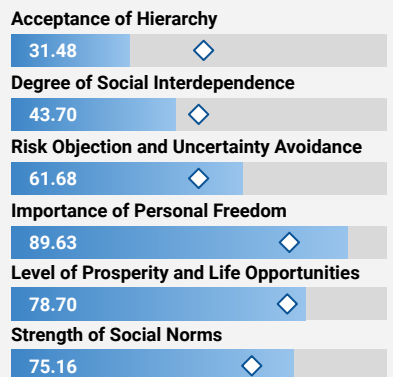 Acceptance of Hierarchy
31.48
Degree of Social Interdependence
43.70
Risk Objection and Uncertainty Avoidance
61.68
Importance of Personal Freedom
89.63
Level of Prosperity and Life Opportunities
78.70
Strength of Social Norms
75.16